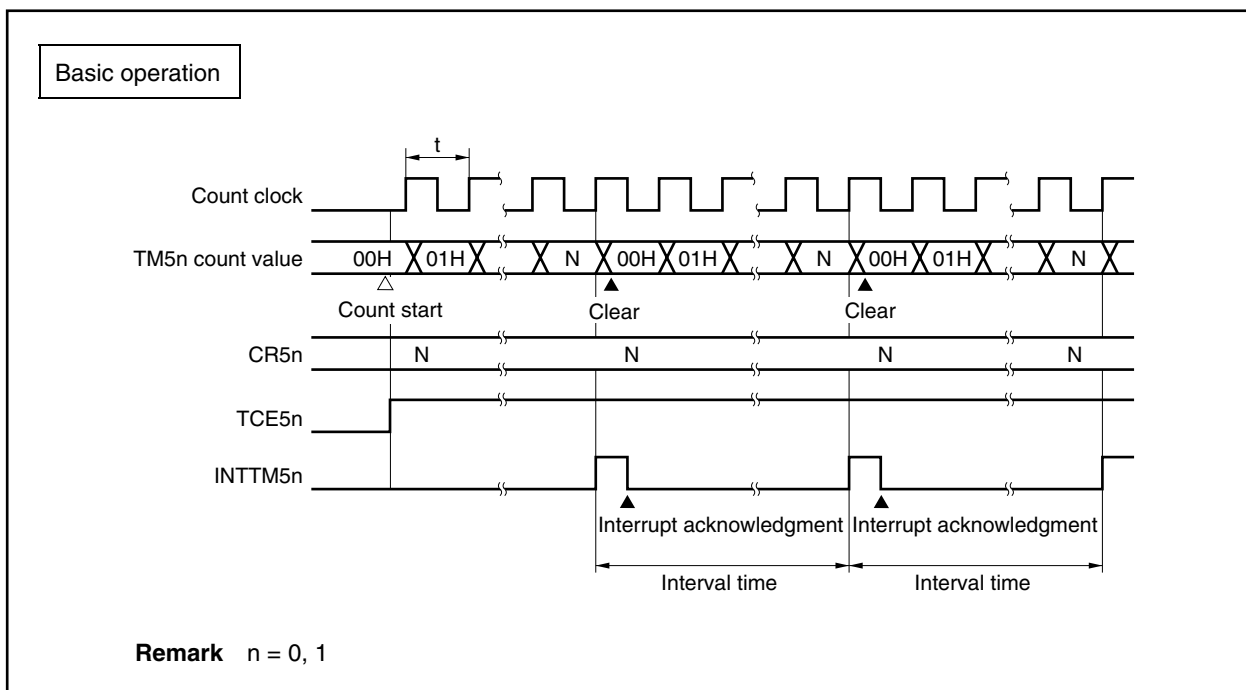 Basic operation
t
Count clock
TM5n count value 00H 01H N 00H 01H N 00H 01H N
Count start Clear Clear
CR5n N N N N
TCE5n
INTTM5n
Interrupt acknowledgment Interrupt acknowledgment
Interval time Interval time
Remark n = 0, 1